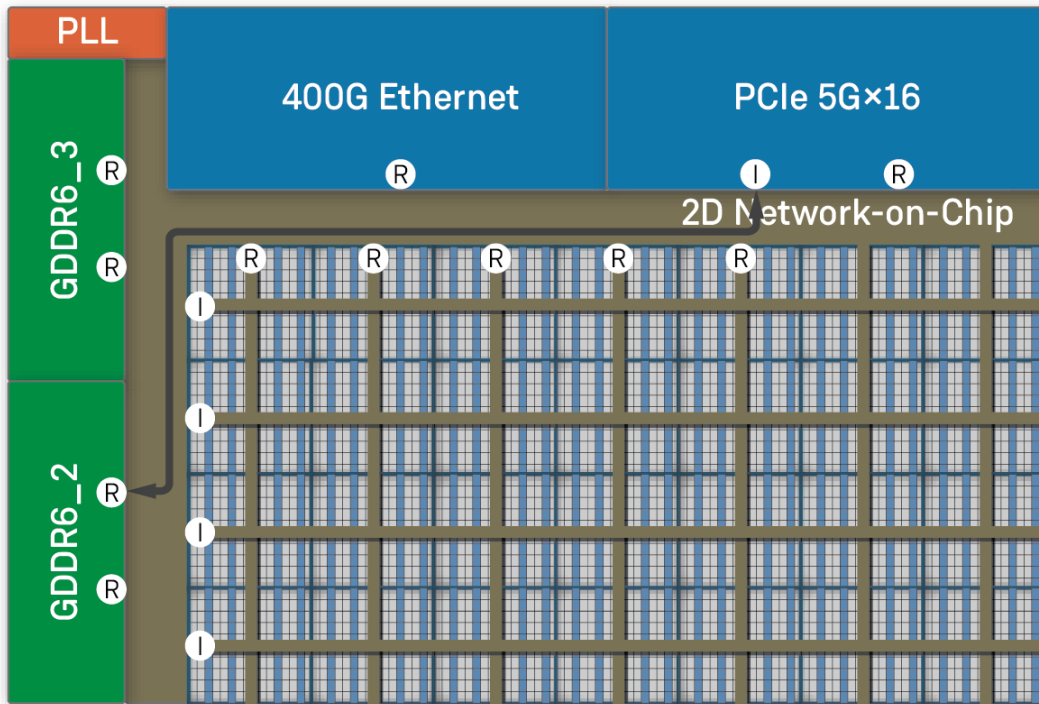 PLL
400G Ethernet
PCIe 5G×16
GDDR6_3
R
R
R
I
R
2D Network-on-Chip
R
R
R
R
R
I
I
GDDR6_2
R
R
I
I